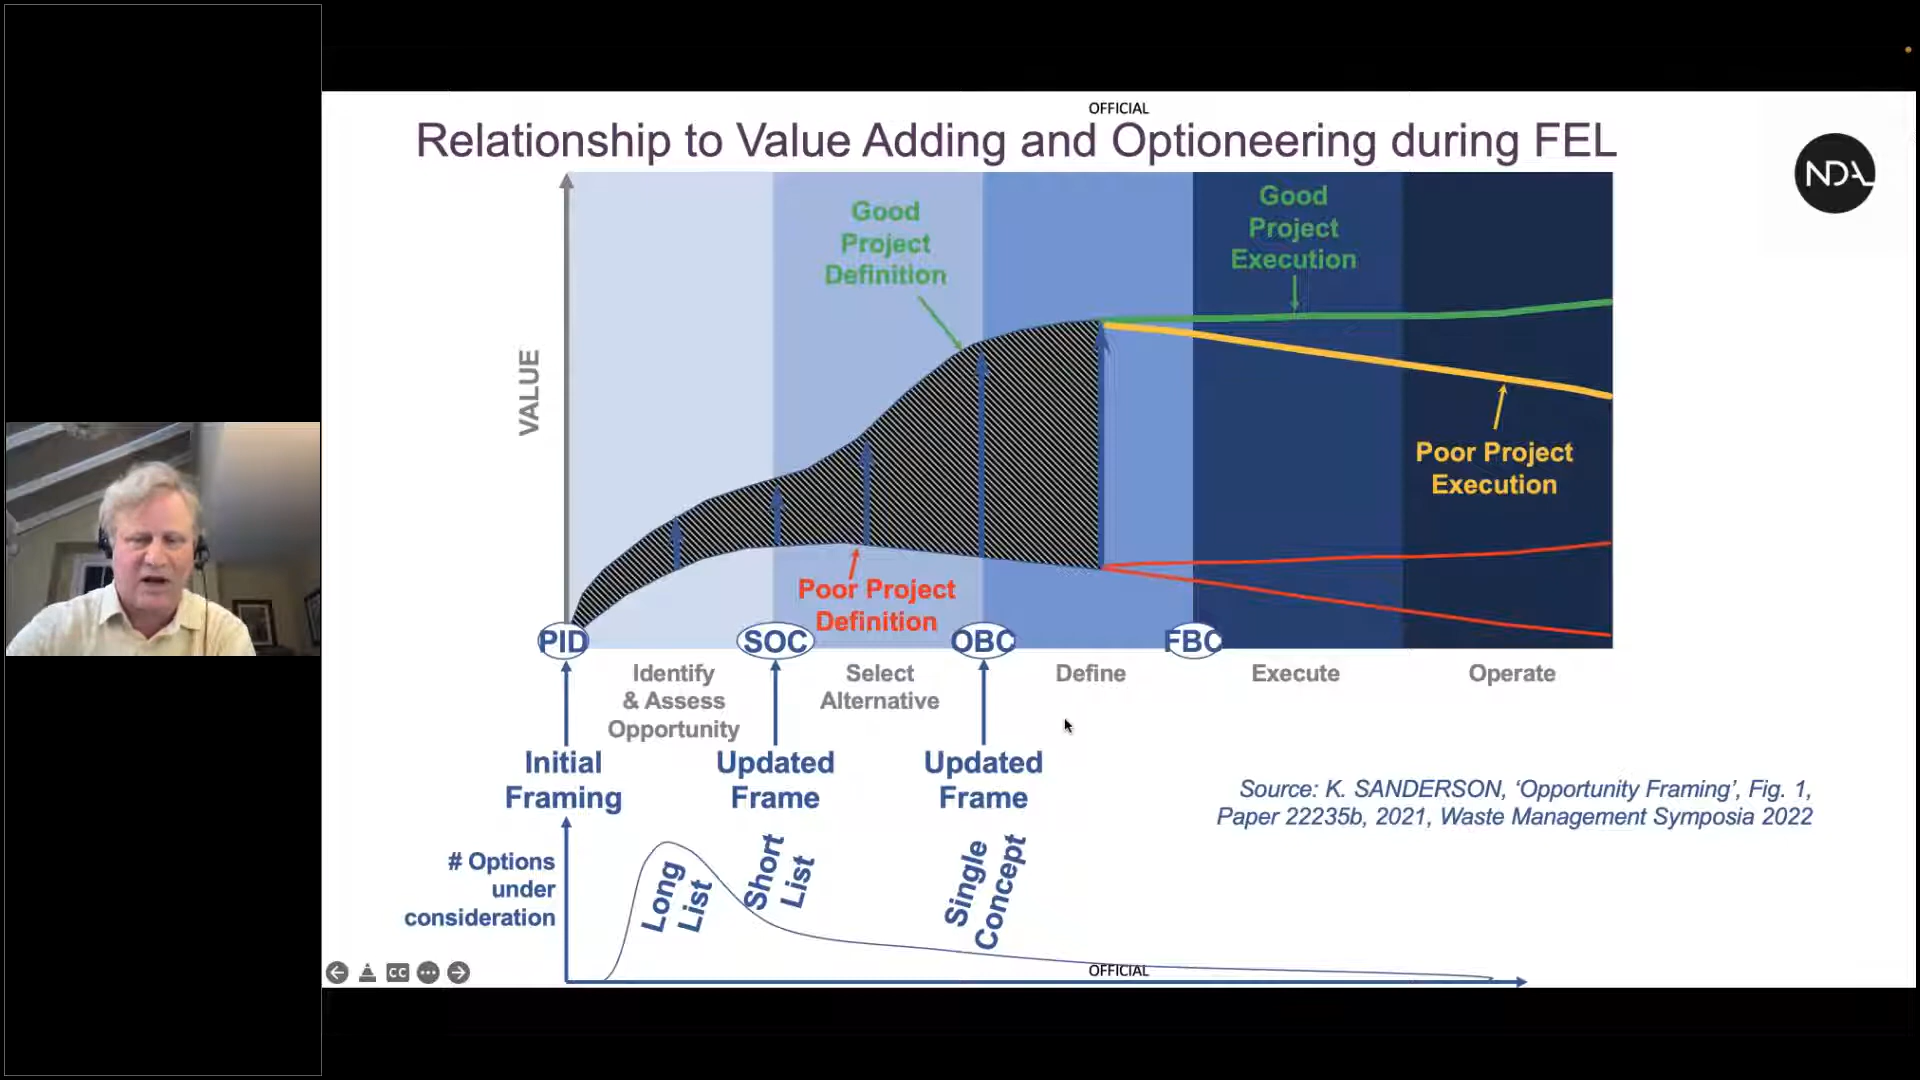 OFFICIAL
Relationship to Value Adding and Optioneering during FEL
NDA
Good
Project
Definition
Good
Project
Execution
VALUE
Poor Project
Execution
Poor Project
Definition
PID
SOC
OBC
FBC
Identify
& Assess
Opportunity
Select
Alternative
Define
Execute
Operate
Initial
Framing
Updated
Frame
Updated
Frame
Source: K. SANDERSON, ‘Opportunity Framing’, Fig. 1,
Paper 22235b, 2021, Waste Management Symposia 2022
# Options
under
consideration
Long
List
Short
List
Single
Concept
CC
OFFICIAL